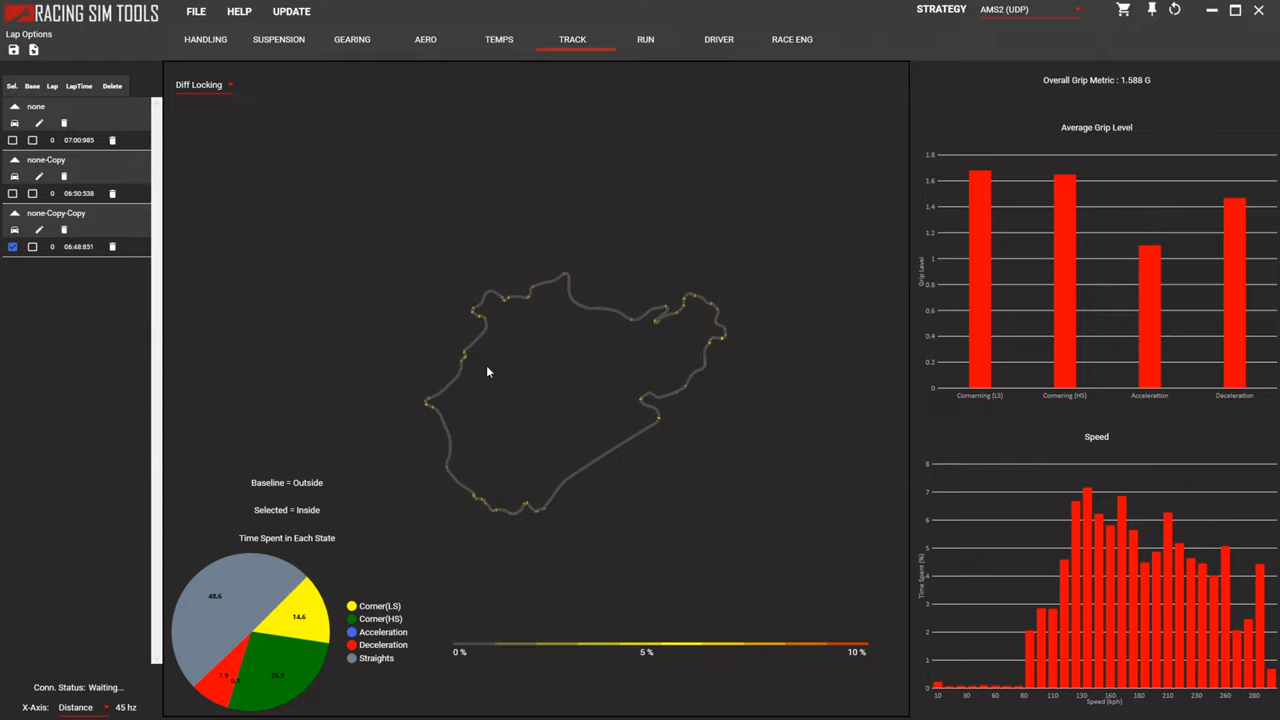 RACING SIM TOOLS
FILE
HELP
UPDATE
STRATEGY
AMS2 (UDP)
Lap Options
HANDLING
SUSPENSION
GEARING
AERO
TEMPS
TRACK
RUN
DRIVER
RACE ENG
Sel. Base Lap LapTime Delete
none
0 07:00:985
none-Copy
0 06:50:538
none-Copy-Copy
0 06:48:851
Conn. Status: Waiting...
X-Axis: Distance 45 hz
Diff Locking
Baseline = Outside
Selected = Inside
Time Spent in Each State
48.6
14.6
7.9
Corner(LS)
Corner(HS)
Acceleration
Deceleration
Straights
0 %
5 %
10 %
Overall Grip Metric : 1.588 G
Average Grip Level
Grip Level
1.8
1.6
1.4
1.2
1
0.8
0.6
0.4
0.2
0
Cornerning (LS)
Cornering (HS)
Acceleration
Deceleration
Speed
Time Spent (%)
8
7
6
5
4
3
2
1
0
10 30 60 80 110 130 160 180 210 230 260 280
Speed (kph)